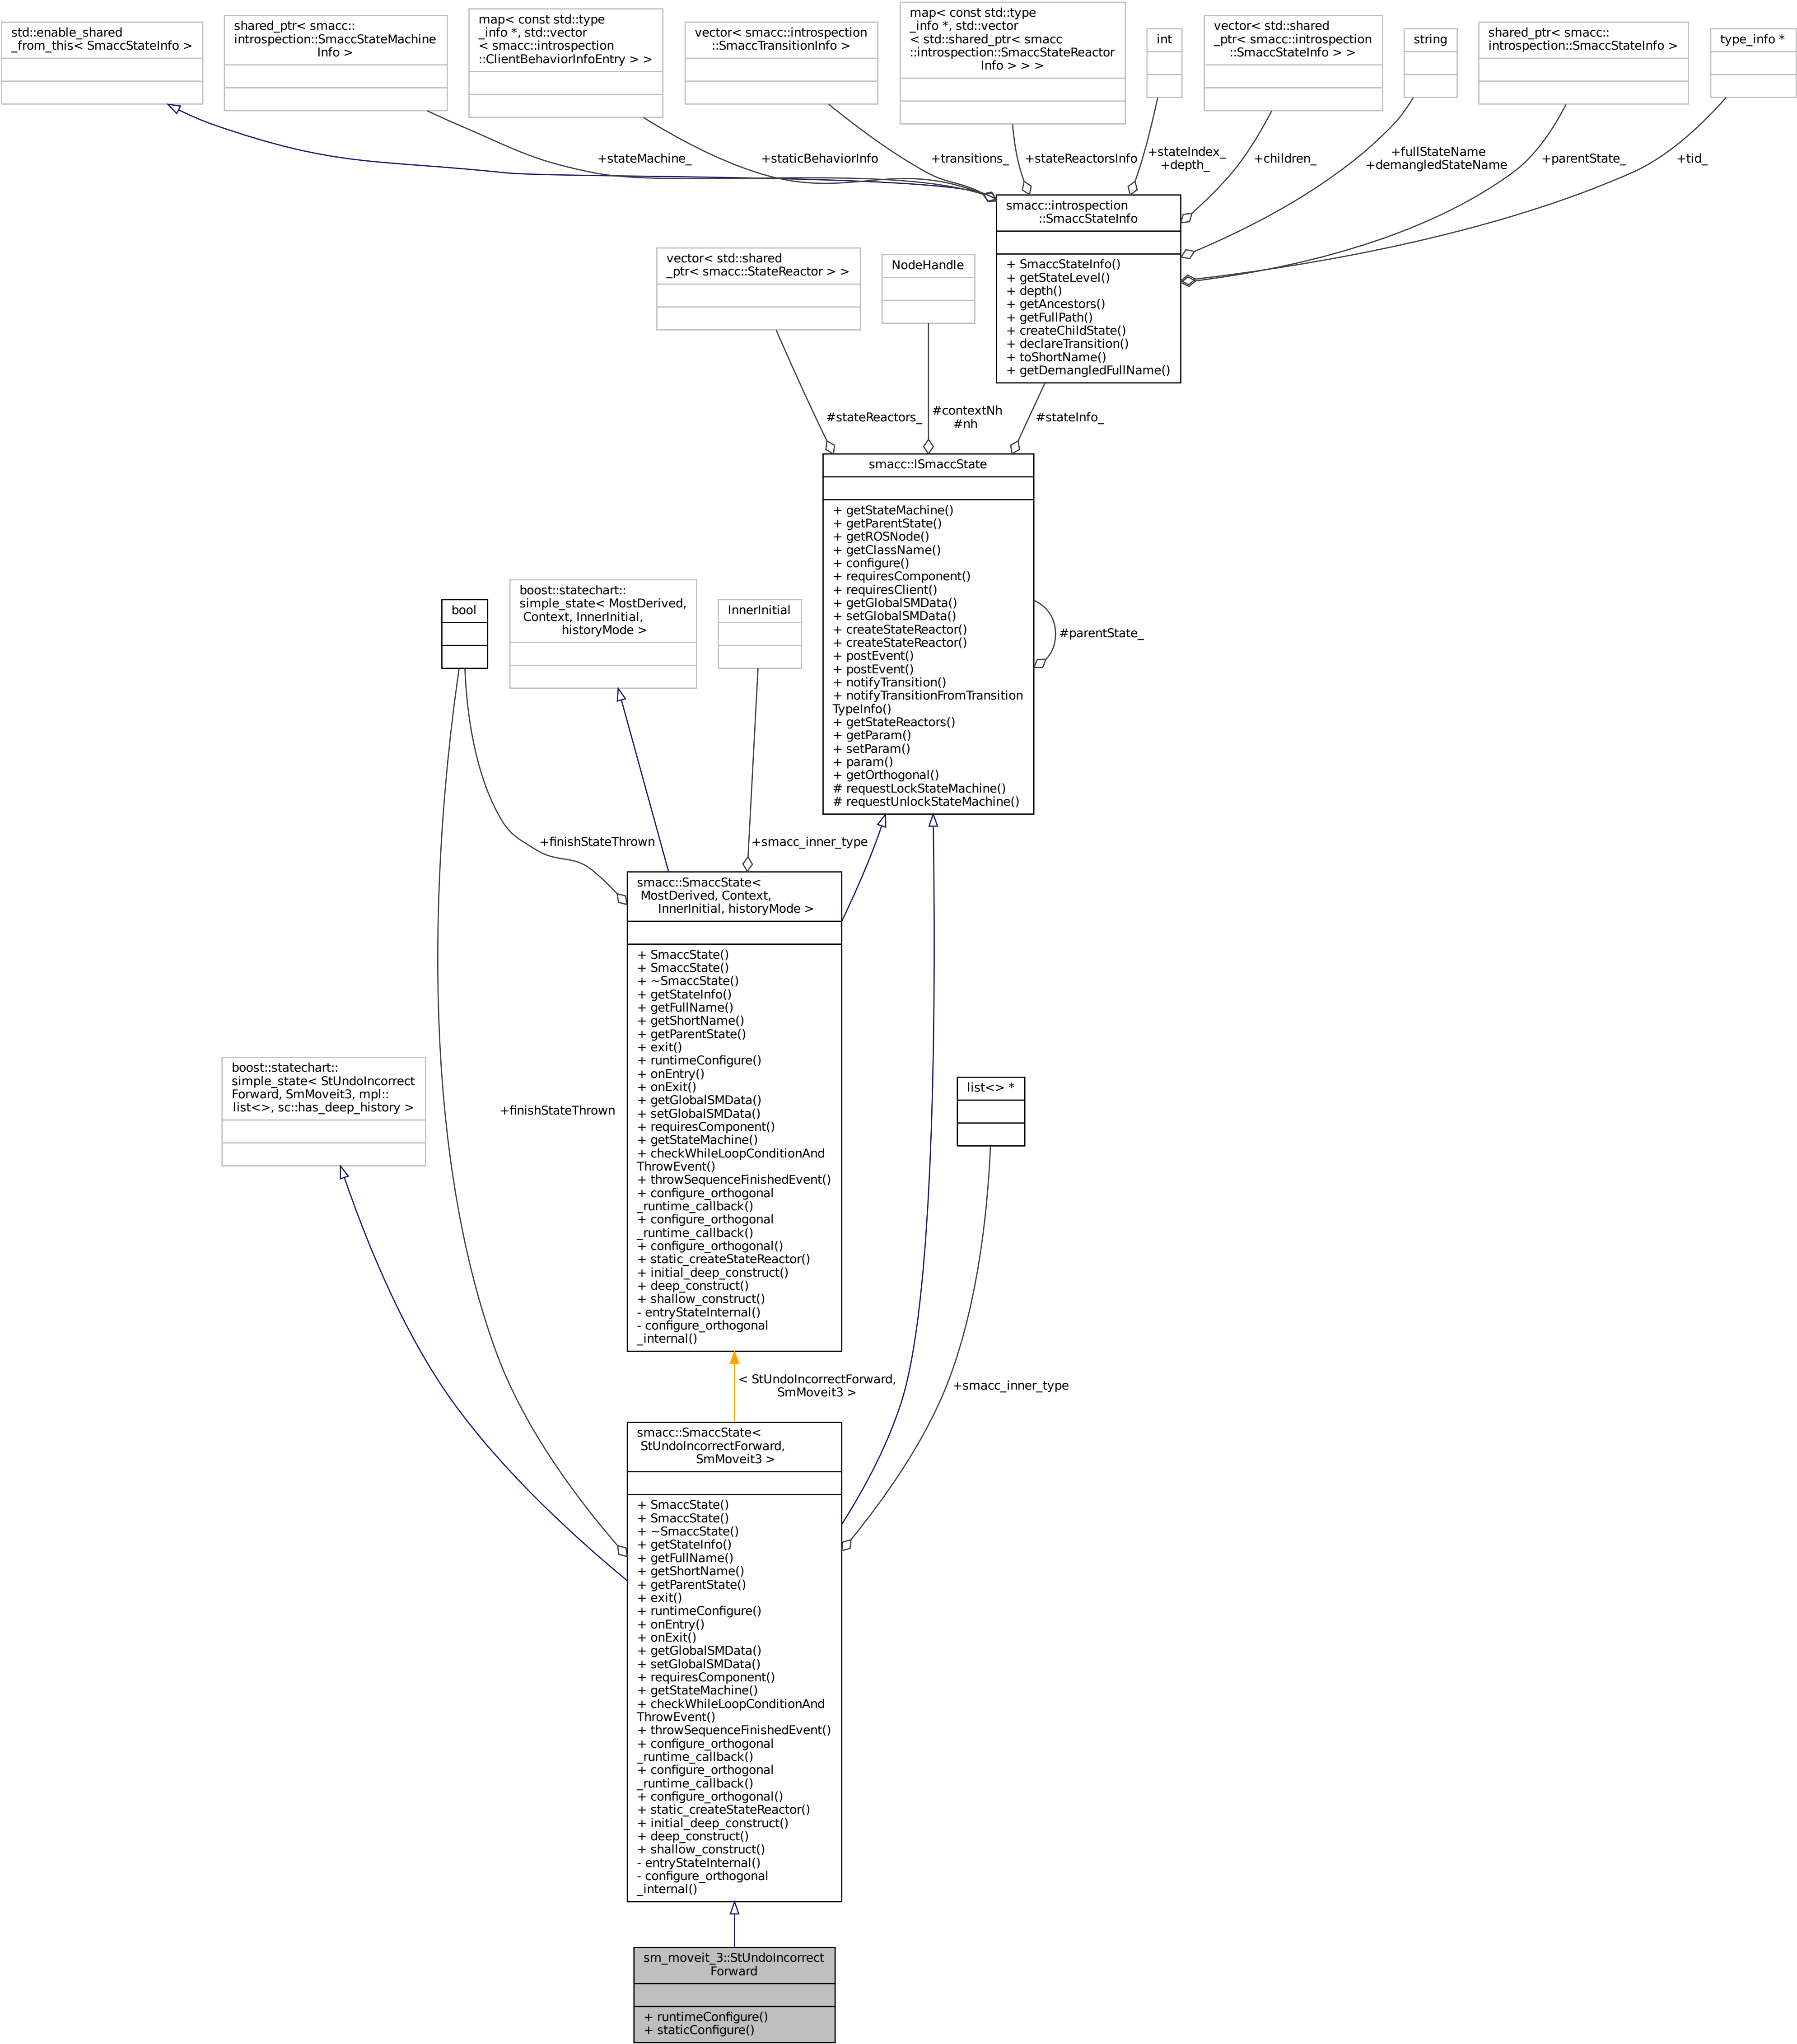 std::enable_shared
_from_this< SmaccStateInfo >
shared_ptr< smacc::
introspection::SmaccStateMachine
Info >
map< const std::type
_info *, std::vector
< smacc::introspection
::ClientBehaviorInfoEntry > >
vector< smacc::introspection
::SmaccTransitionInfo >
map< const std::type
_info *, std::vector
< std::shared_ptr< smacc
::introspection::SmaccStateReactor
Info > > >
int
vector< std::shared
_ptr< smacc::introspection
::SmaccStateInfo > >
string
shared_ptr< smacc::
introspection::SmaccStateInfo >
type_info *
+stateMachine_
+staticBehaviorInfo
+transitions_
+stateReactorsInfo
+stateIndex_
+depth_
+children_
+fullStateName
+demangledStateName
+parentState_
+tid_
smacc::introspection
::SmaccStateInfo
+ SmaccStateInfo()
+ getStateLevel()
+ depth()
+ getAncestors()
+ getFullPath()
+ createChildState()
+ declareTransition()
+ toShortName()
+ getDemangledFullName()
vector< std::shared
_ptr< smacc::StateReactor > >
NodeHandle
#stateReactors_
#contextNh
#nh
#stateInfo_
smacc::ISmaccState
+ getStateMachine()
+ getParentState()
+ getROSNode()
+ getClassName()
+ configure()
+ requiresComponent()
+ requiresClient()
+ getGlobalSMData()
+ setGlobalSMData()
+ createStateReactor()
+ createStateReactor()
+ postEvent()
+ postEvent()
+ notifyTransition()
+ notifyTransitionFromTransition
TypeInfo()
+ getStateReactors()
+ getParam()
+ setParam()
+ param()
+ getOrthogonal()
# requestLockStateMachine()
# requestUnlockStateMachine()
#parentState_
bool
boost::statechart::
simple_state< MostDerived,
Context, InnerInitial,
historyMode >
InnerInitial
+finishStateThrown
+smacc_inner_type
smacc::SmaccState<
MostDerived, Context,
InnerInitial, historyMode >
+ SmaccState()
+ SmaccState()
+ ~SmaccState()
+ getStateInfo()
+ getFullName()
+ getShortName()
+ getParentState()
+ exit()
+ runtimeConfigure()
+ onEntry()
+ onExit()
+ getGlobalSMData()
+ setGlobalSMData()
+ requiresComponent()
+ getStateMachine()
+ checkWhileLoopConditionAnd
ThrowEvent()
+ throwSequenceFinishedEvent()
+ configure_orthogonal
_runtime_callback()
+ configure_orthogonal
_runtime_callback()
+ configure_orthogonal()
+ static_createStateReactor()
+ initial_deep_construct()
+ deep_construct()
+ shallow_construct()
- entryStateInternal()
- configure_orthogonal
_internal()
boost::statechart::
simple_state< StUndoIncorrect
Forward, SmMoveit3, mpl::
list<>, sc::has_deep_history >
+finishStateThrown
list<> *
< StUndoIncorrectForward,
SmMoveit3 >
+smacc_inner_type
smacc::SmaccState<
StUndoIncorrectForward,
SmMoveit3 >
+ SmaccState()
+ SmaccState()
+ ~SmaccState()
+ getStateInfo()
+ getFullName()
+ getShortName()
+ getParentState()
+ exit()
+ runtimeConfigure()
+ onEntry()
+ onExit()
+ getGlobalSMData()
+ setGlobalSMData()
+ requiresComponent()
+ getStateMachine()
+ checkWhileLoopConditionAnd
ThrowEvent()
+ throwSequenceFinishedEvent()
+ configure_orthogonal
_runtime_callback()
+ configure_orthogonal
_runtime_callback()
+ configure_orthogonal()
+ static_createStateReactor()
+ initial_deep_construct()
+ deep_construct()
+ shallow_construct()
- entryStateInternal()
- configure_orthogonal
_internal()
sm_moveit_3::StUndoIncorrect
Forward
+ runtimeConfigure()
+ staticConfigure()